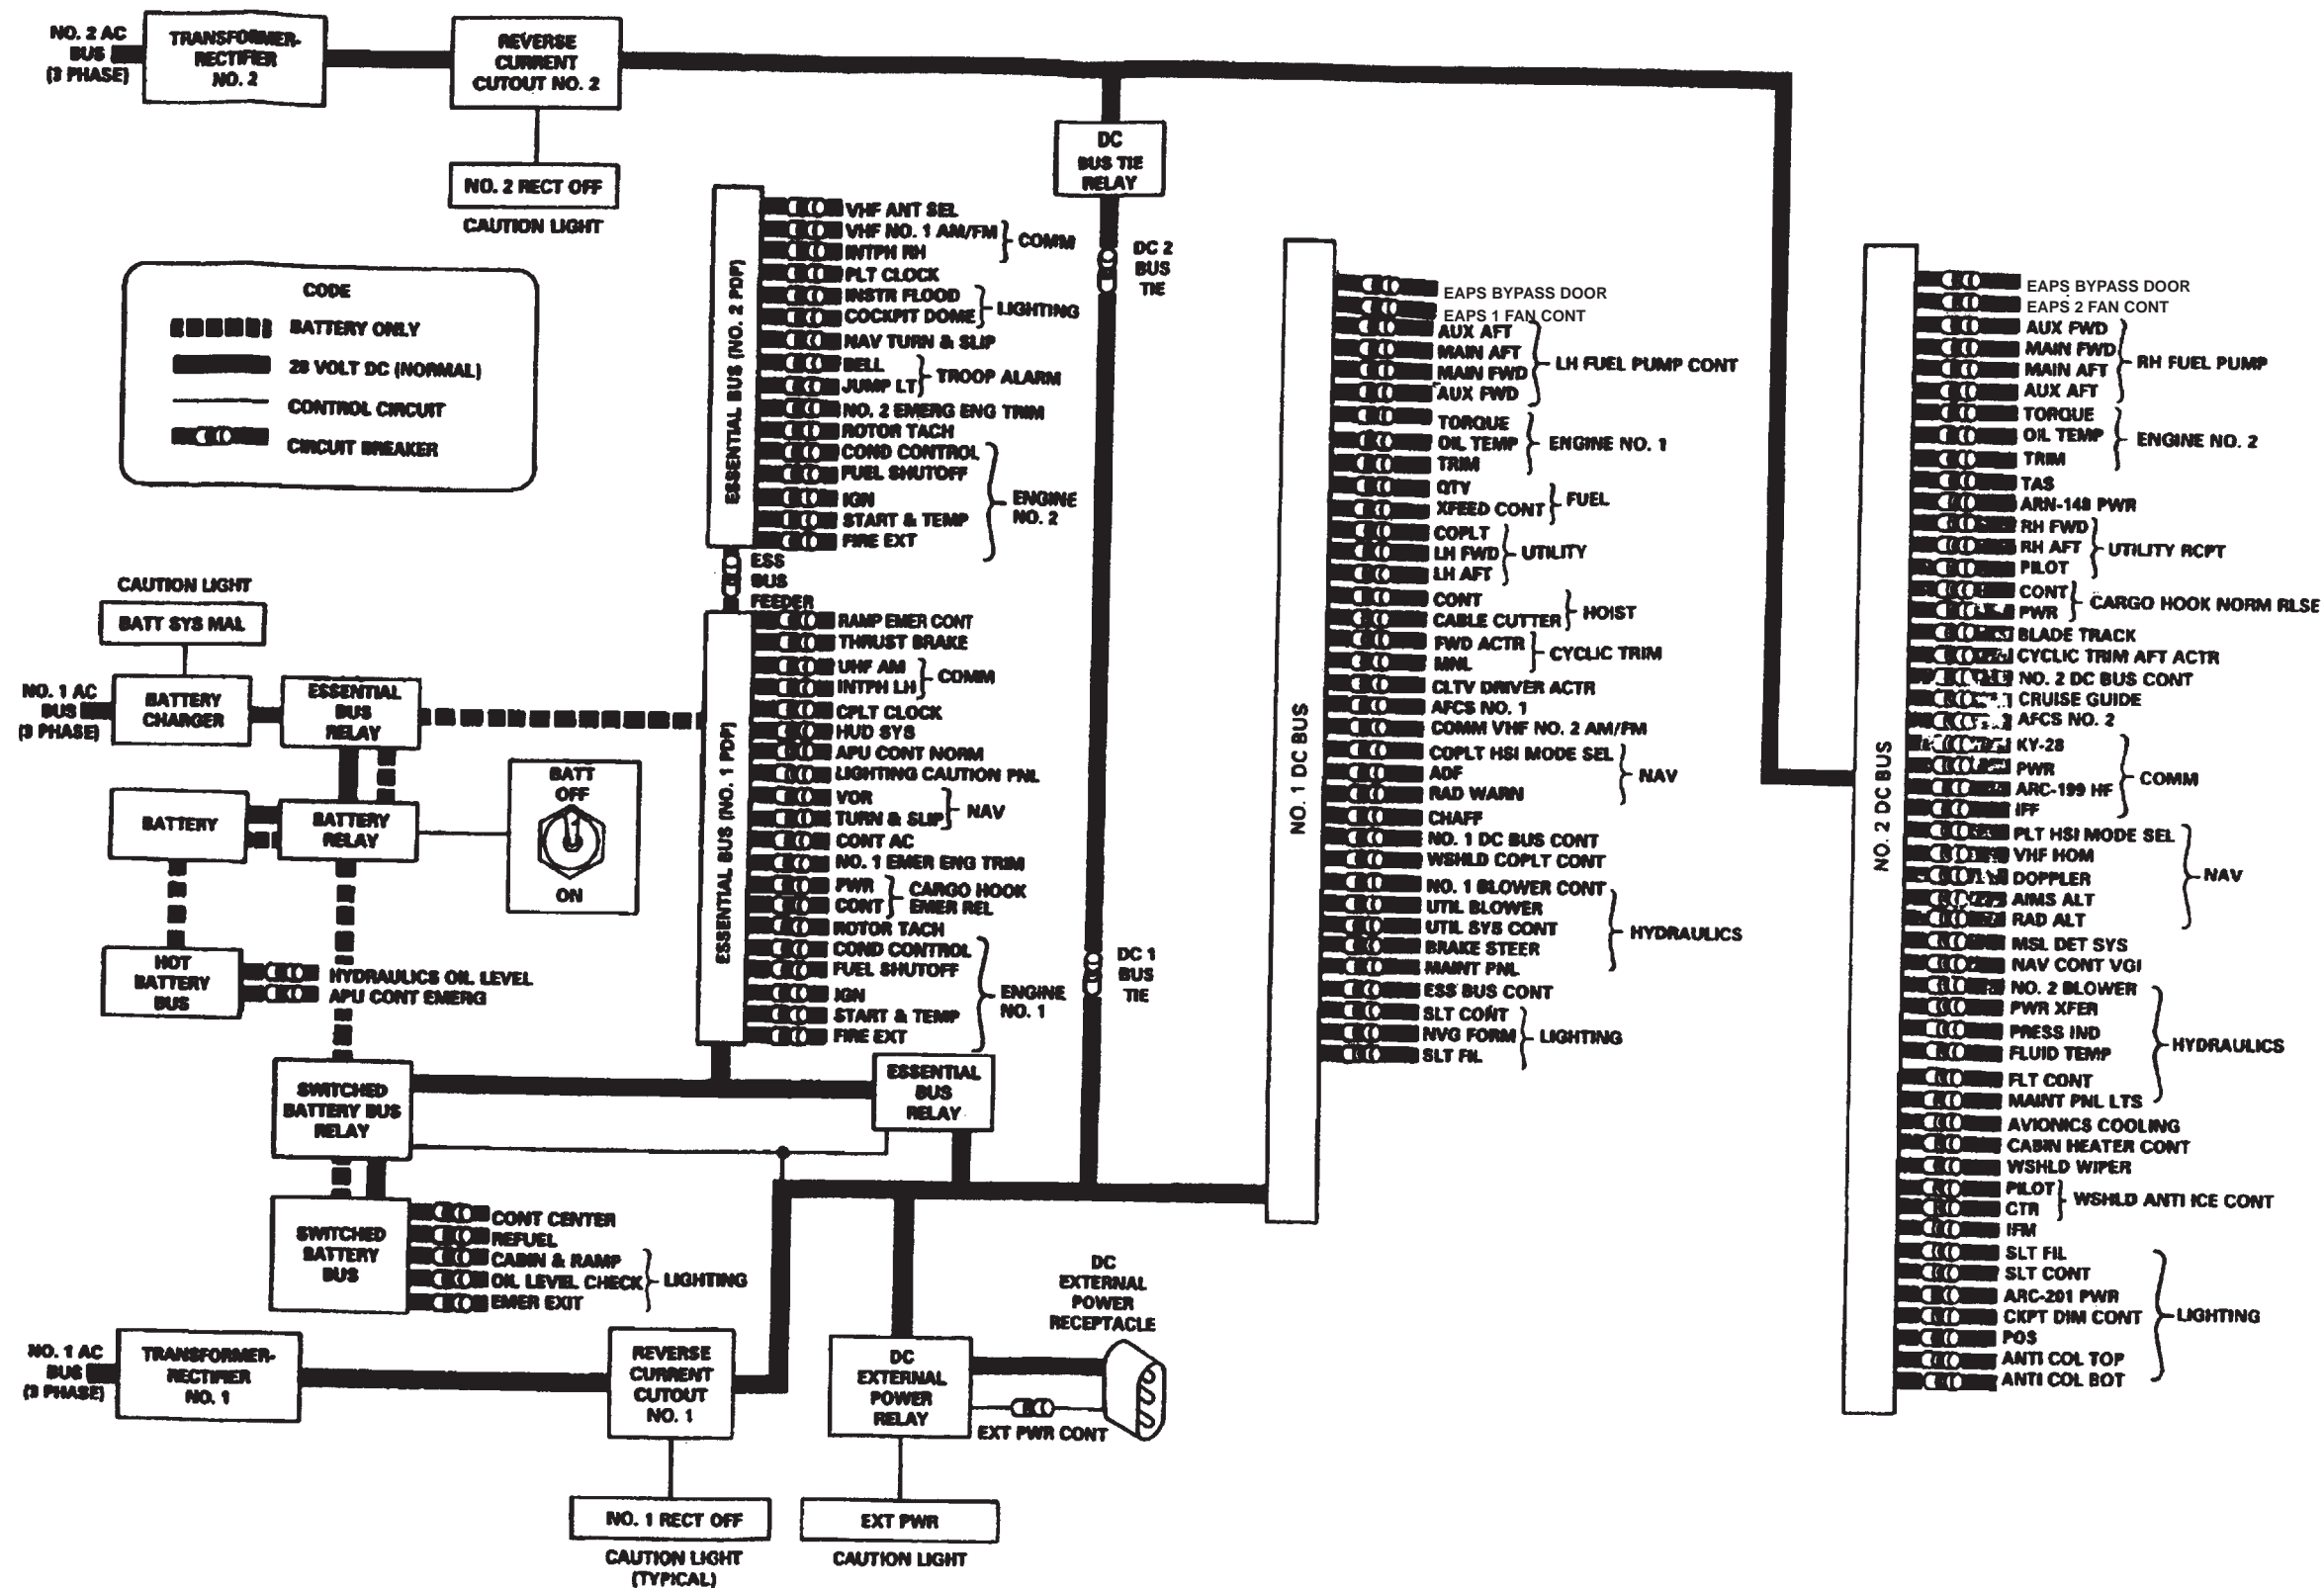 NO. 2 AC
BUS
(3 PHASE)
TRANSFORMER-
RECTIFIER
NO. 2
REVERSE
CURRENT
CUTOUT NO. 2
NO. 2 RECT OFF
CAUTION LIGHT
DC
BUS TIE
RELAY
DC 2
BUS
TIE
CODE
BATTERY ONLY
28 VOLT DC (NORMAL)
CONTROL CIRCUIT
CIRCUIT BREAKER
ESSENTIAL BUS (NO. 2 PDP)
VHF ANT SEL
VHF NO. 1 AM/FM
INTPH RH
COMM
PLT CLOCK
INSTR FLOOD
COCKPIT DOME
LIGHTING
NAV TURN & SLIP
BELL
JUMP LT
TROOP ALARM
NO. 2 EMERG ENG TRIM
ROTOR TACH
COND CONTROL
FUEL SHUTOFF
IGN
START & TEMP
FIRE EXT
ENGINE
NO. 2
ESS
BUS
FEEDER
ESSENTIAL BUS (NO. 1 PDP)
RAMP EMER CONT
THRUST BRAKE
UHF AM
INTPH LH
COMM
CPLT CLOCK
HUD SYS
APU CONT NORM
LIGHTING CAUTION PNL
VOR
TURN & SLIP
NAV
CONT AC
NO. 1 EMER ENG TRIM
PWR
CONT
CARGO HOOK
EMER REL
ROTOR TACH
COND CONTROL
FUEL SHUTOFF
IGN
START & TEMP
FIRE EXT
ENGINE
NO. 1
CAUTION LIGHT
BATT SYS MAL
NO. 1 AC
BUS
(3 PHASE)
BATTERY
CHARGER
ESSENTIAL
BUS
RELAY
BATTERY
BATTERY
RELAY
BATT
OFF
ON
HOT
BATTERY
BUS
HYDRAULICS OIL LEVEL
APU CONT EMERG
SWITCHED
BATTERY BUS
RELAY
ESSENTIAL
BUS
RELAY
DC 1
BUS
TIE
SWITCHED
BATTERY
BUS
CONT CENTER
REFUEL
CABIN & RAMP
OIL LEVEL CHECK
EMER EXIT
LIGHTING
NO. 1 AC
BUS
(3 PHASE)
TRANSFORMER-
RECTIFIER
NO. 1
REVERSE
CURRENT
CUTOUT
NO. 1
NO. 1 RECT OFF
CAUTION LIGHT
(TYPICAL)
DC
EXTERNAL
POWER
RELAY
DC
EXTERNAL
POWER
RECEPTACLE
EXT PWR CONT
EXT PWR
CAUTION LIGHT
NO. 1 DC BUS
EAPS BYPASS DOOR
EAPS 1 FAN CONT
AUX AFT
MAIN AFT
MAIN FWD
AUX FWD
LH FUEL PUMP CONT
TORQUE
OIL TEMP
TRIM
ENGINE NO. 1
QTY
XFEED CONT
FUEL
COPLT
LH FWD
LH AFT
UTILITY
CONT
CABLE CUTTER
HOIST
FWD ACTR
MNL
CYCLIC TRIM
CLTV DRIVER ACTR
AFCS NO. 1
COMM VHF NO. 2 AM/FM
COPLT HSI MODE SEL
ADF
RAD WARN
NAV
CHAFF
NO. 1 DC BUS CONT
WSHLD COPLT CONT
NO. 1 BLOWER CONT
UTIL BLOWER
UTIL SYS CONT
BRAKE STEER
MAINT PNL
HYDRAULICS
ESS BUS CONT
SLT CONT
NVG FORM
SLT FIL
LIGHTING
NO. 2 DC BUS
EAPS BYPASS DOOR
EAPS 2 FAN CONT
AUX FWD
MAIN FWD
MAIN AFT
AUX AFT
RH FUEL PUMP
TORQUE
OIL TEMP
TRIM
ENGINE NO. 2
TAS
ARN-148 PWR
RH FWD
RH AFT
PILOT
UTILITY RCPT
CONT
PWR
CARGO HOOK NORM RLSE
BLADE TRACK
CYCLIC TRIM AFT ACTR
NO. 2 DC BUS CONT
CRUISE GUIDE
AFCS NO. 2
KY-28
PWR
ARC-199 HF
IFF
COMM
PLT HSI MODE SEL
VHF HOM
DOPPLER
AIMS ALT
RAD ALT
NAV
MSL DET SYS
NAV CONT VGI
NO. 2 BLOWER
PWR XFER
PRESS IND
FLUID TEMP
FLT CONT
MAINT PNL LTS
HYDRAULICS
AVIONICS COOLING
CABIN HEATER CONT
WSHLD WIPER
PILOT
CTR
WSHLD ANTI ICE CONT
IFM
SLT FIL
SLT CONT
ARC-201 PWR
CKPT DIM CONT
POS
ANTI COL TOP
ANTI COL BOT
LIGHTING